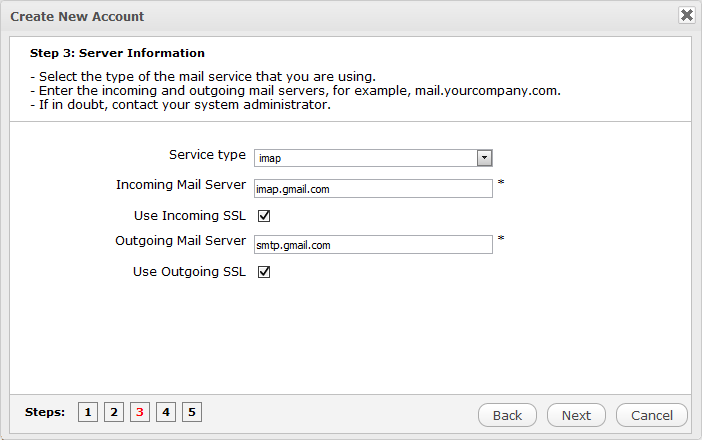 Create New Account
Step 3: Server Information
- Select the type of the mail service that you are using.
- Enter the incoming and outgoing mail servers, for example, mail.yourcompany.com.
- If in doubt, contact your system administrator.
Service type imap
Incoming Mail Server imap.gmail.com *
Use Incoming SSL
Outgoing Mail Server smtp.gmail.com *
Use Outgoing SSL
Steps: 1 2 3 4 5 Back Next Cancel